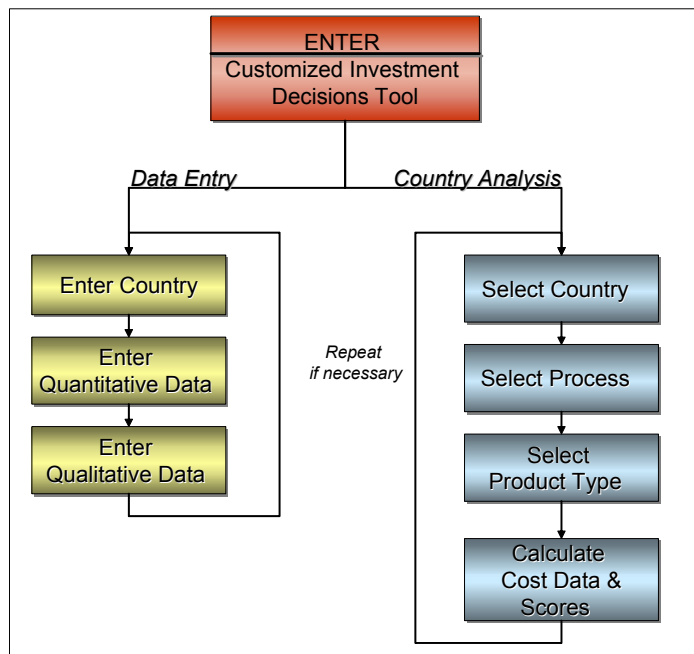 ENTER
Customized Investment
Decisions Tool
Data Entry
Country Analysis
Enter Country
Enter
Quantitative Data
Enter
Qualitative Data
Repeat
if necessary
Select Country
Select Process
Select
Product Type
Calculate
Cost Data &
Scores